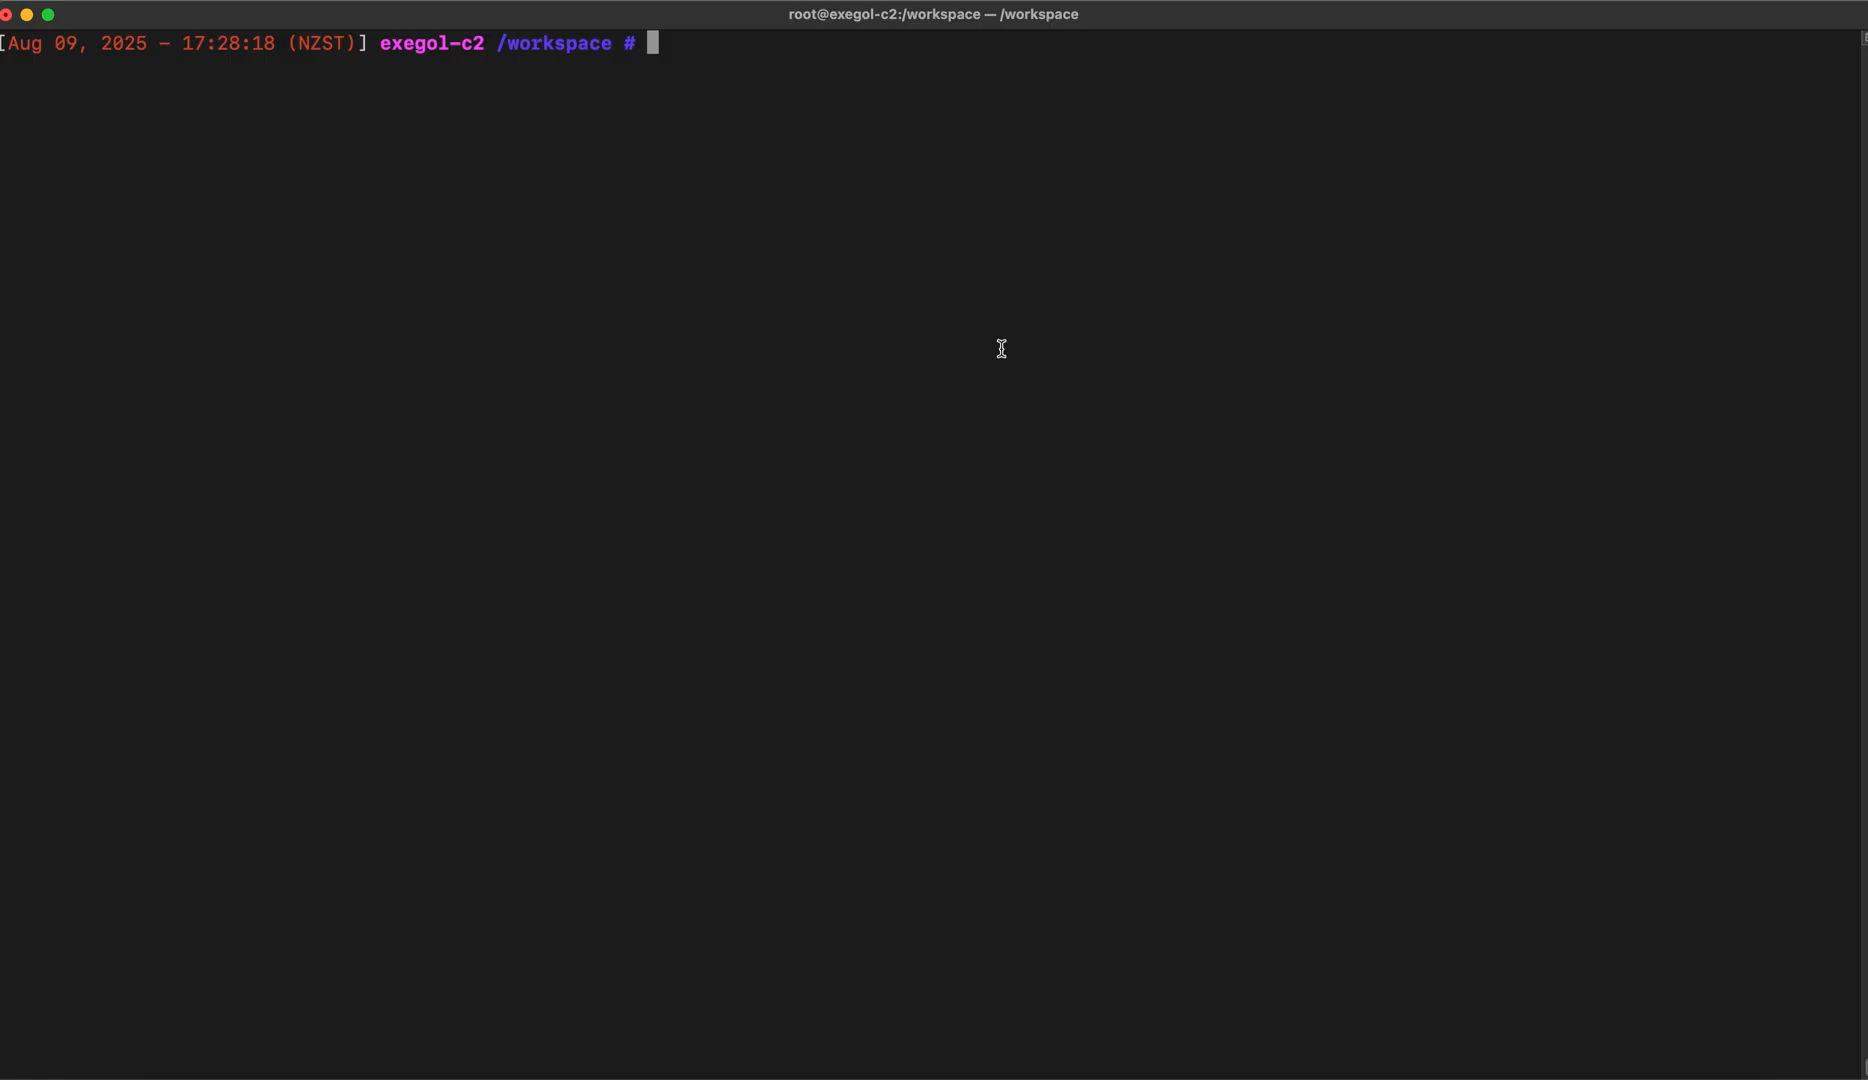 root@exegol-c2:/workspace — /workspace
[Aug 09, 2025 - 17:28:18 (NZST)] exegol-c2 /workspace #